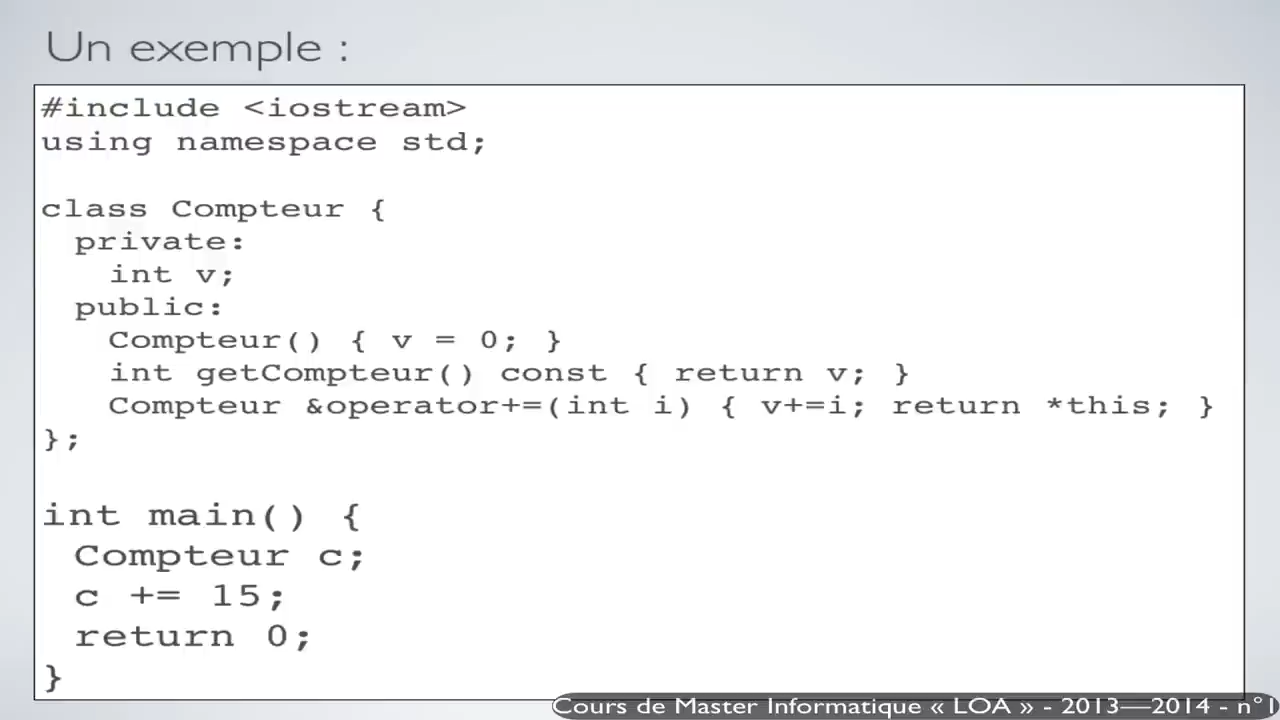 Un exemple :
#include <iostream>
using namespace std;
class Compteur {
private:
int v;
public:
Compteur() { v = 0; }
int getCompteur() const { return v; }
Compteur &operator+=(int i) { v+=i; return *this; }
};
int main() {
Compteur c;
c += 15;
return 0;
}
Cours de Master Informatique « LOA » - 2013—2014 - n°1